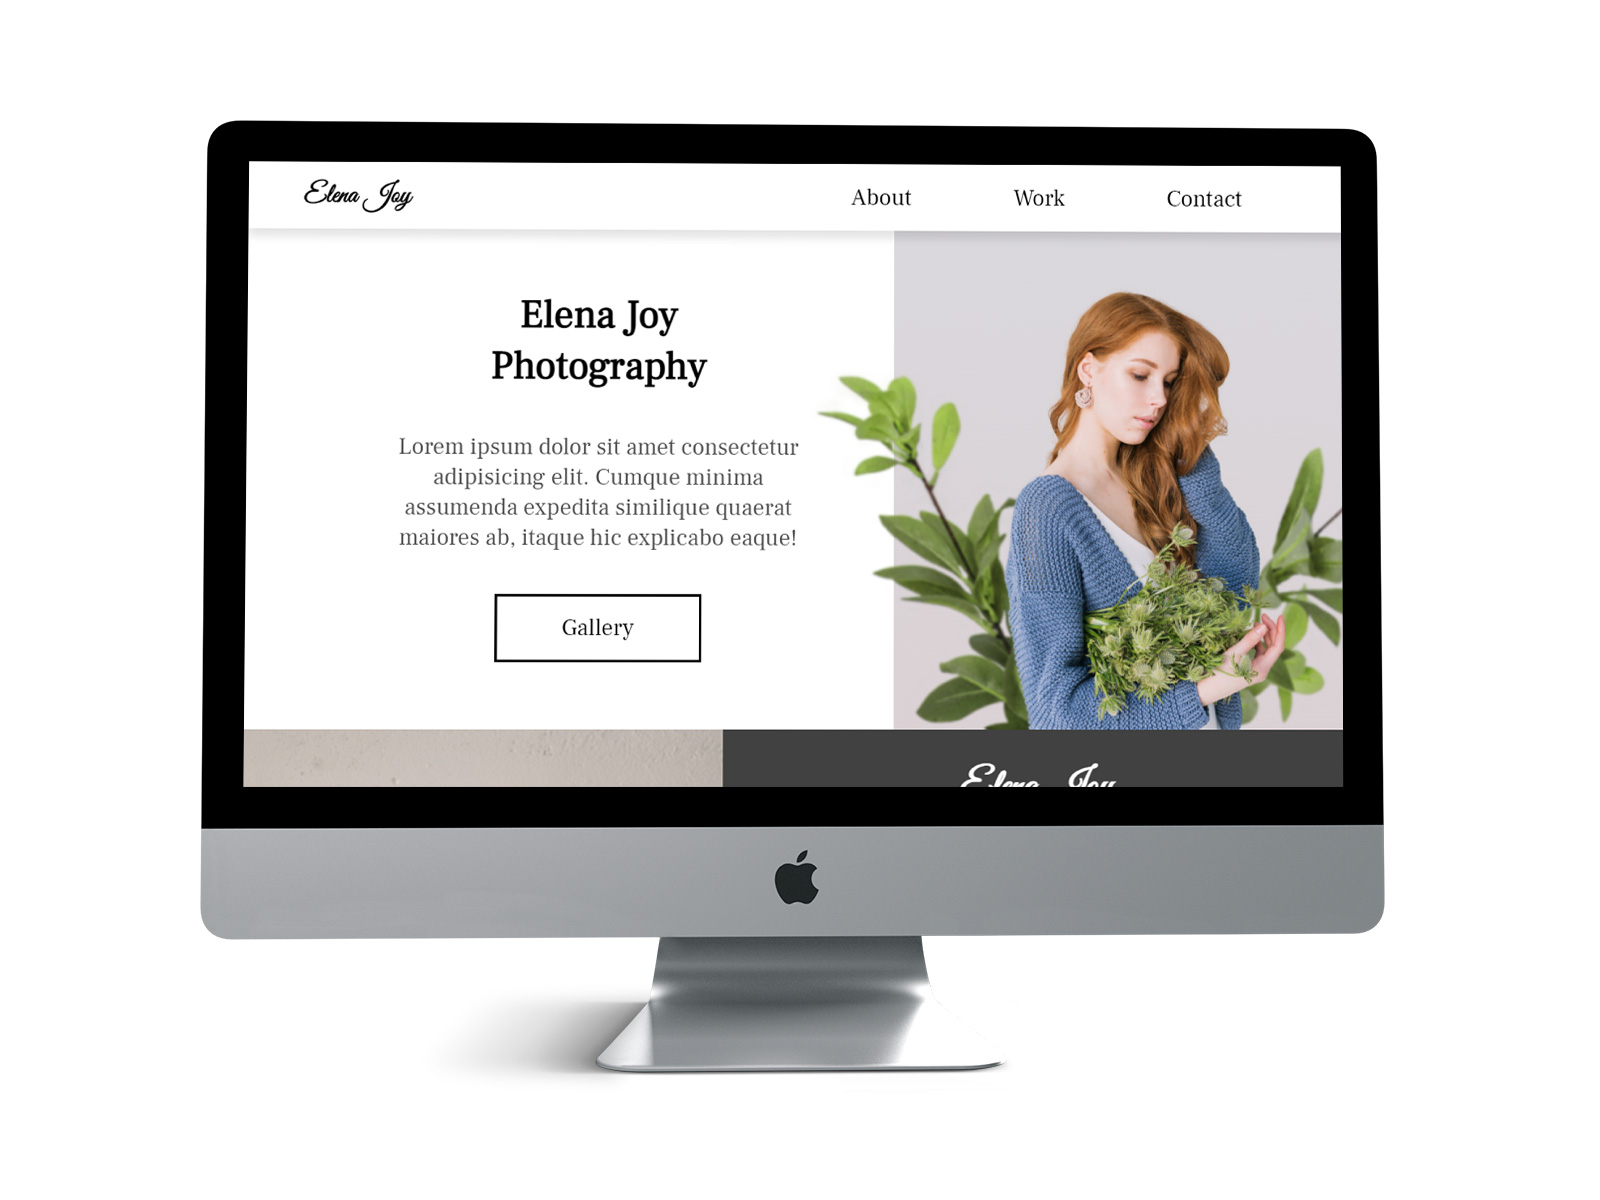 Elena Joy
About
Work
Contact
Elena Joy
Photography
Lorem ipsum dolor sit amet consectetur
adipisicing elit. Cumque minima
assumenda expedita similique quaerat
maiores ab, itaque hic explicabo eaque!
Gallery
Elena Joy